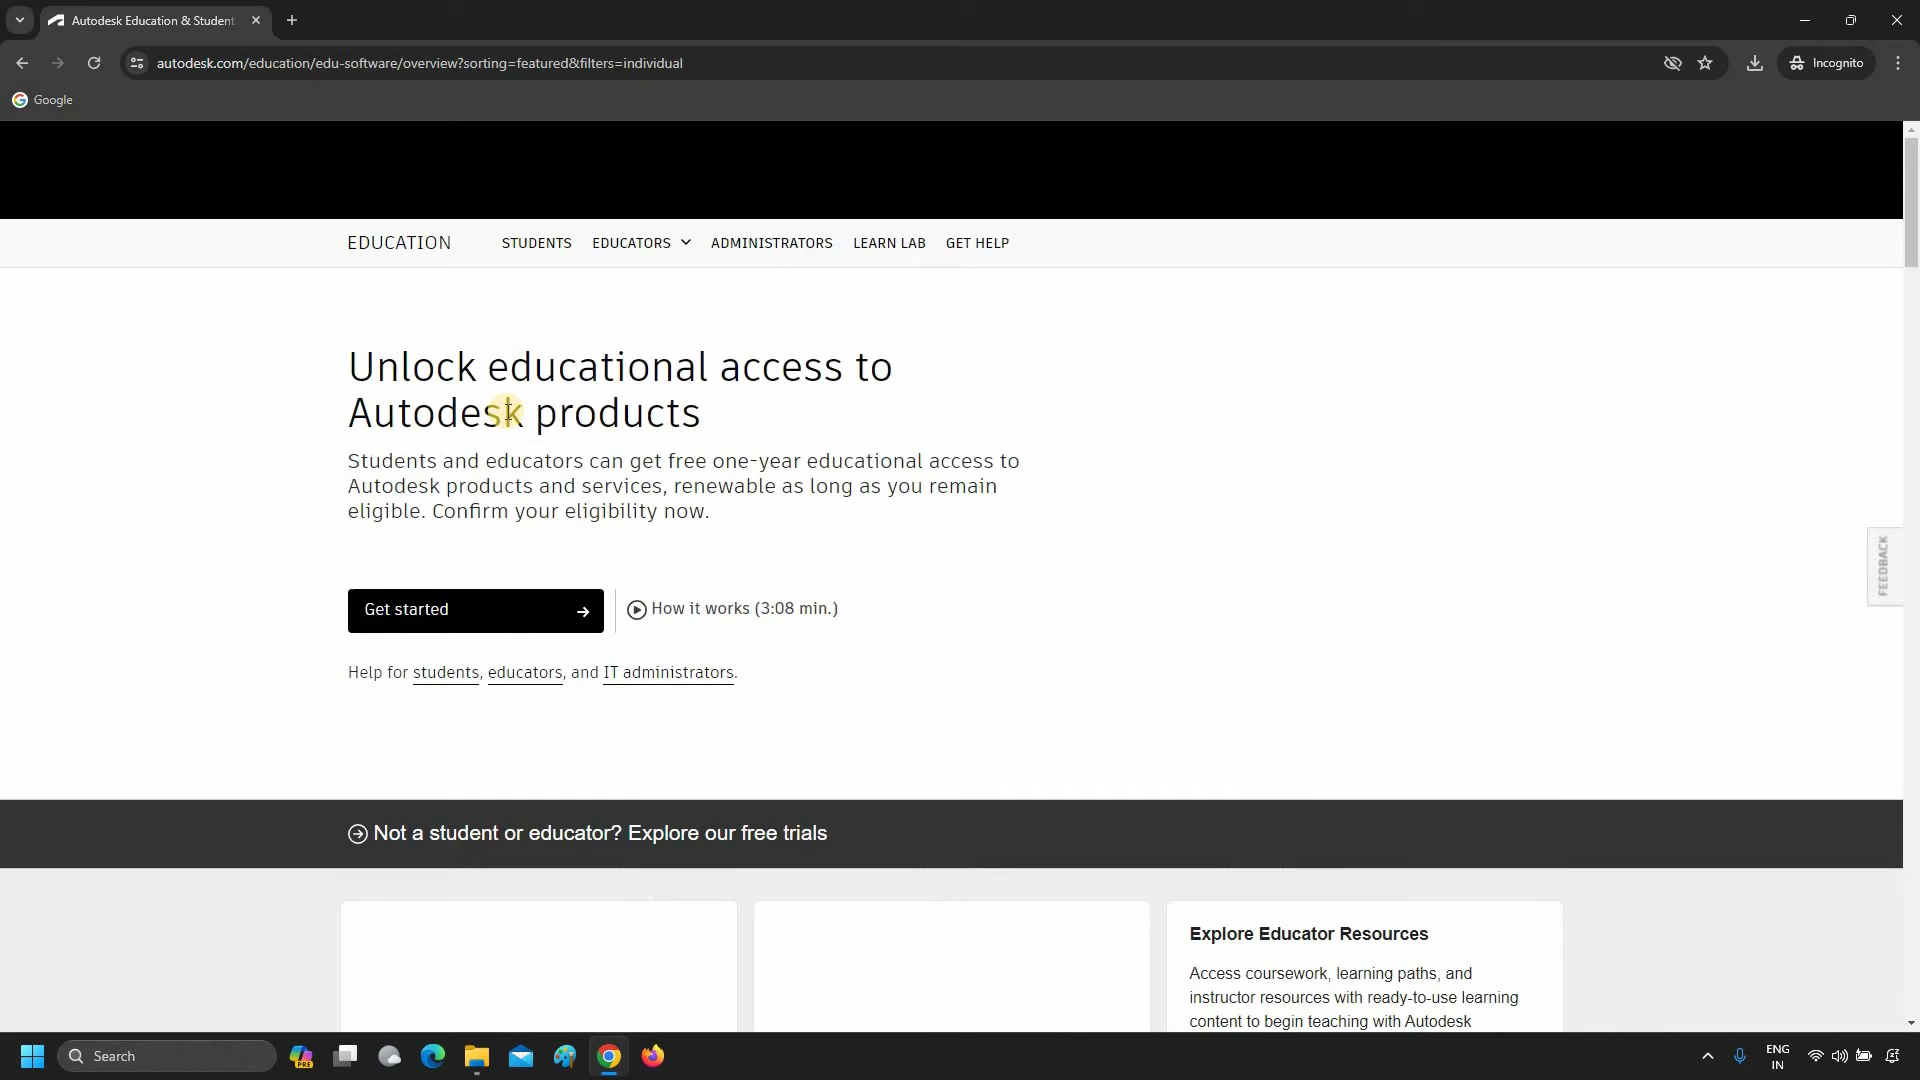 Autodesk Education & Student
autodesk.com/education/edu-software/overview?sorting=featured&filters=individual
Incognito
Google
EDUCATION STUDENTS EDUCATORS ADMINISTRATORS LEARN LAB GET HELP
Unlock educational access to
Autodesk products
Students and educators can get free one-year educational access to
Autodesk products and services, renewable as long as you remain
eligible. Confirm your eligibility now.
Get started
How it works (3:08 min.)
Help for students, educators, and IT administrators.
FEEDBACK
Not a student or educator? Explore our free trials
Explore Educator Resources
Access coursework, learning paths, and
instructor resources with ready-to-use learning
content to begin teaching with Autodesk
Search
PRE
ENG
IN